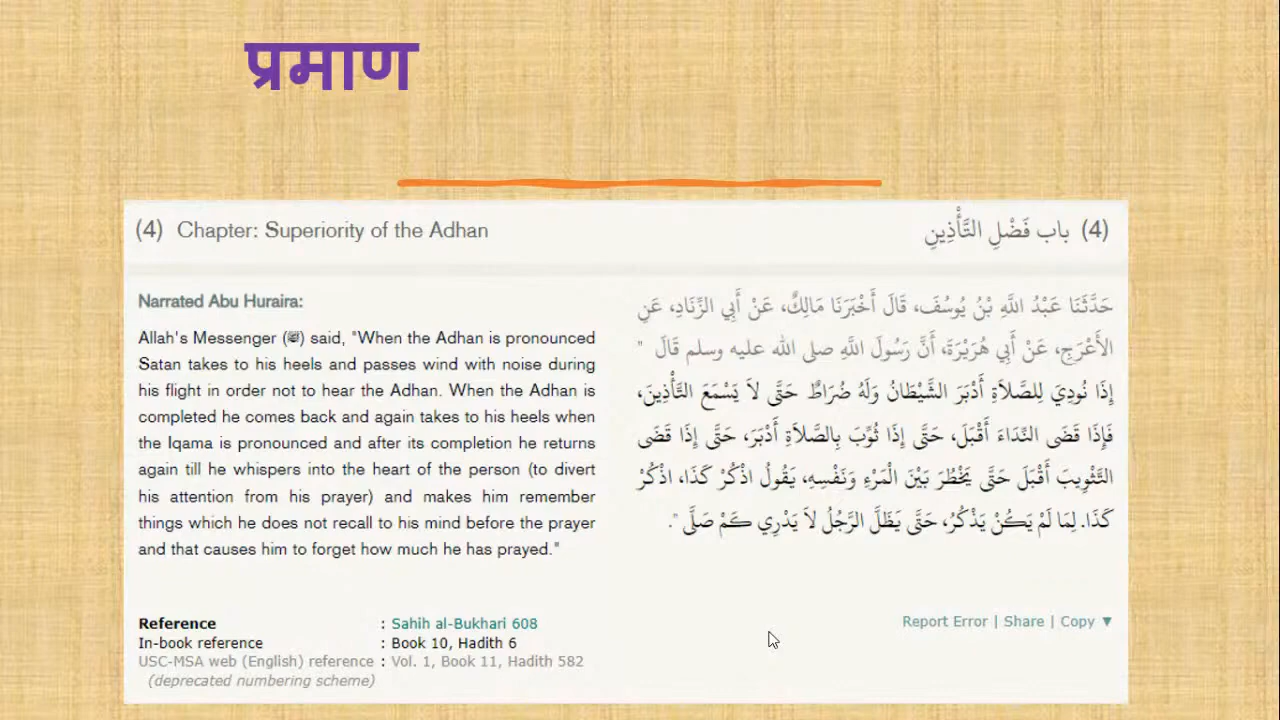 प्रमाण
(4) Chapter: Superiority of the Adhan
(4) باب فَضْلِ التَّأْذِينِ
Narrated Abu Huraira:
Allah's Messenger (ﷺ) said, "When the Adhan is pronounced
Satan takes to his heels and passes wind with noise during
his flight in order not to hear the Adhan. When the Adhan is
completed he comes back and again takes to his heels when
the Iqama is pronounced and after its completion he returns
again till he whispers into the heart of the person (to divert
his attention from his prayer) and makes him remember
things which he does not recall to his mind before the prayer
and that causes him to forget how much he has prayed."
حَدَّثَنَا عَبْدُ اللَّهِ بْنُ يُوسُفَ، قَالَ أَخْبَرَنَا مَالِكٌ، عَنْ أَبِي الزِّنَادِ، عَنِ
الأَعْرَجِ، عَنْ أَبِي هُرَيْرَةَ، أَنَّ رَسُولَ اللَّهِ صلى الله عليه وسلم قَالَ ‏"‏
إِذَا نُودِيَ لِلصَّلاَةِ أَدْبَرَ الشَّيْطَانُ وَلَهُ ضُرَاطٌ حَتَّى لاَ يَسْمَعَ التَّأْذِينَ،
فَإِذَا قَضَى النِّدَاءَ أَقْبَلَ، حَتَّى إِذَا ثُوِّبَ بِالصَّلاَةِ أَدْبَرَ، حَتَّى إِذَا قَضَى
التَّثْوِيبَ أَقْبَلَ حَتَّى يَخْطُرَ بَيْنَ الْمَرْءِ وَنَفْسِهِ، يَقُولُ اذْكُرْ كَذَا، اذْكُرْ
كَذَا‏.‏ لِمَا لَمْ يَكُنْ يَذْكُرُ، حَتَّى يَظَلَّ الرَّجُلُ لاَ يَدْرِي كَمْ صَلَّى ‏"‏‏.‏
Reference : Sahih al-Bukhari 608
In-book reference : Book 10, Hadith 6
USC-MSA web (English) reference : Vol. 1, Book 11, Hadith 582
(deprecated numbering scheme)
Report Error | Share | Copy ▼